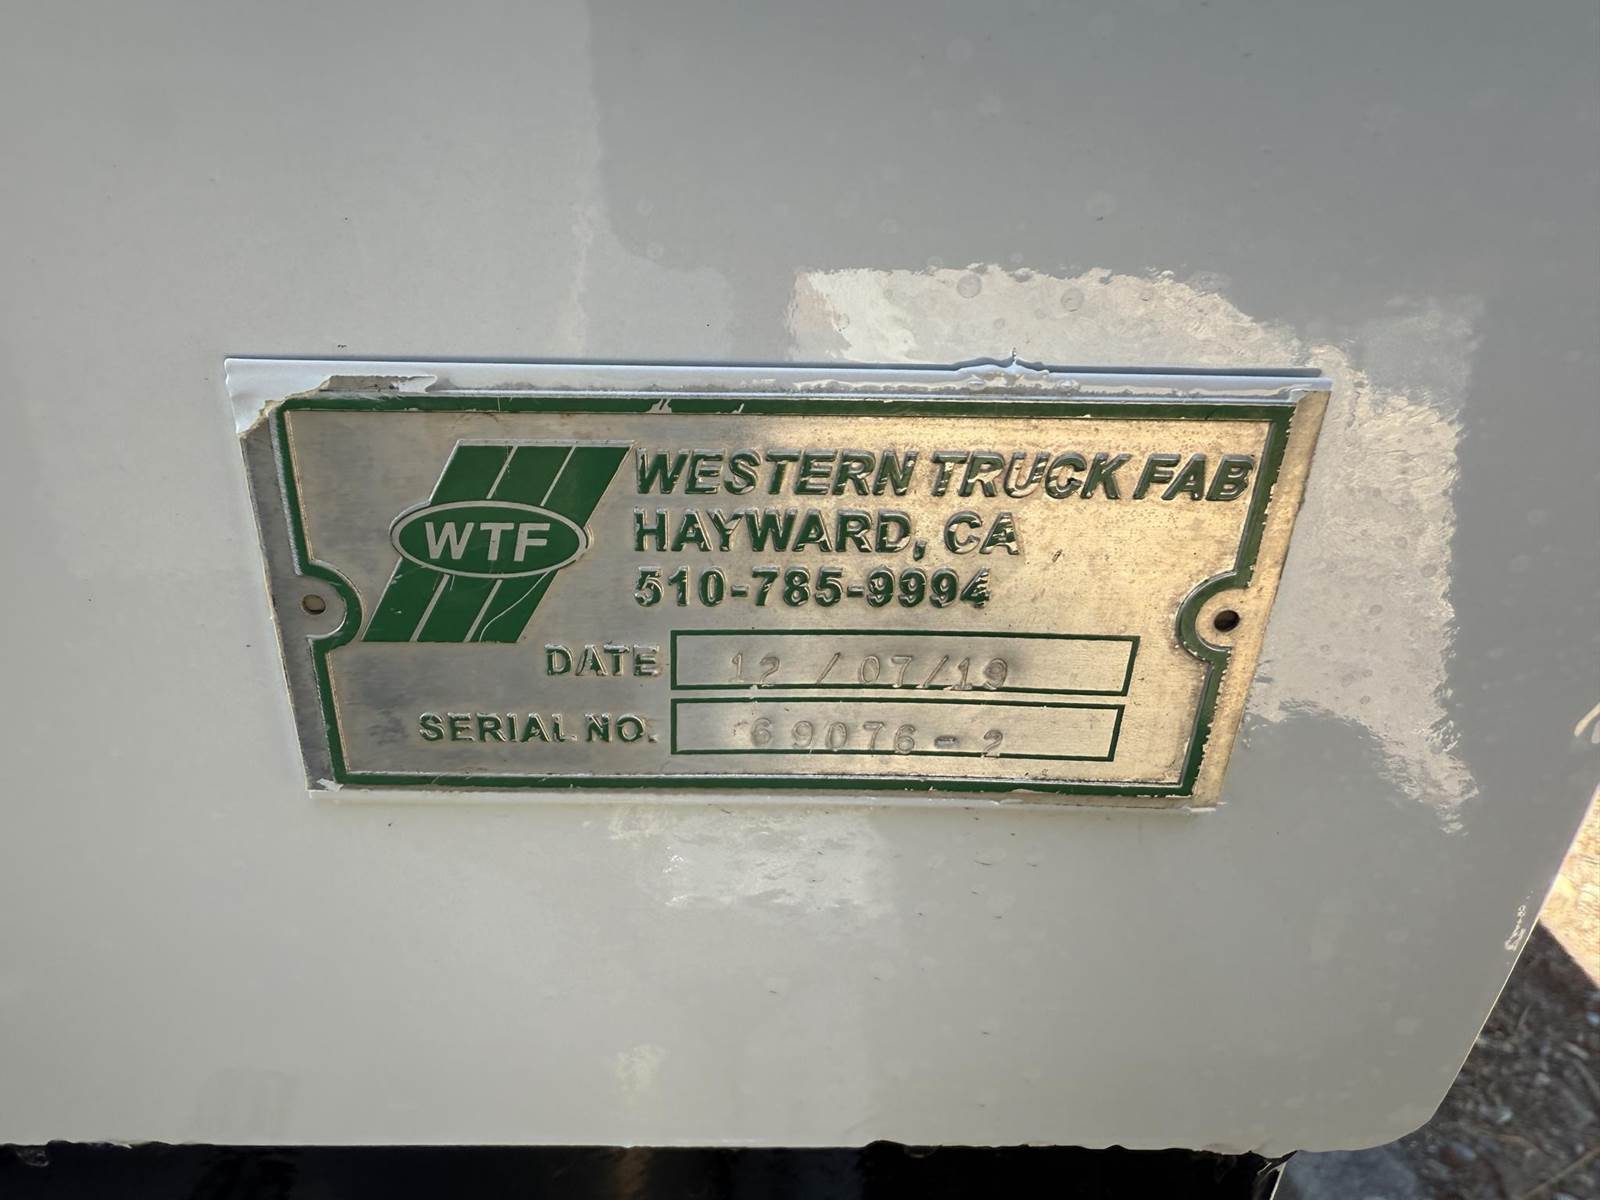 WTF
WESTERN TRUCK FAB
HAYWARD, CA
510-785-9994
DATE 12 / 07/19
SERIAL NO. 69076-2